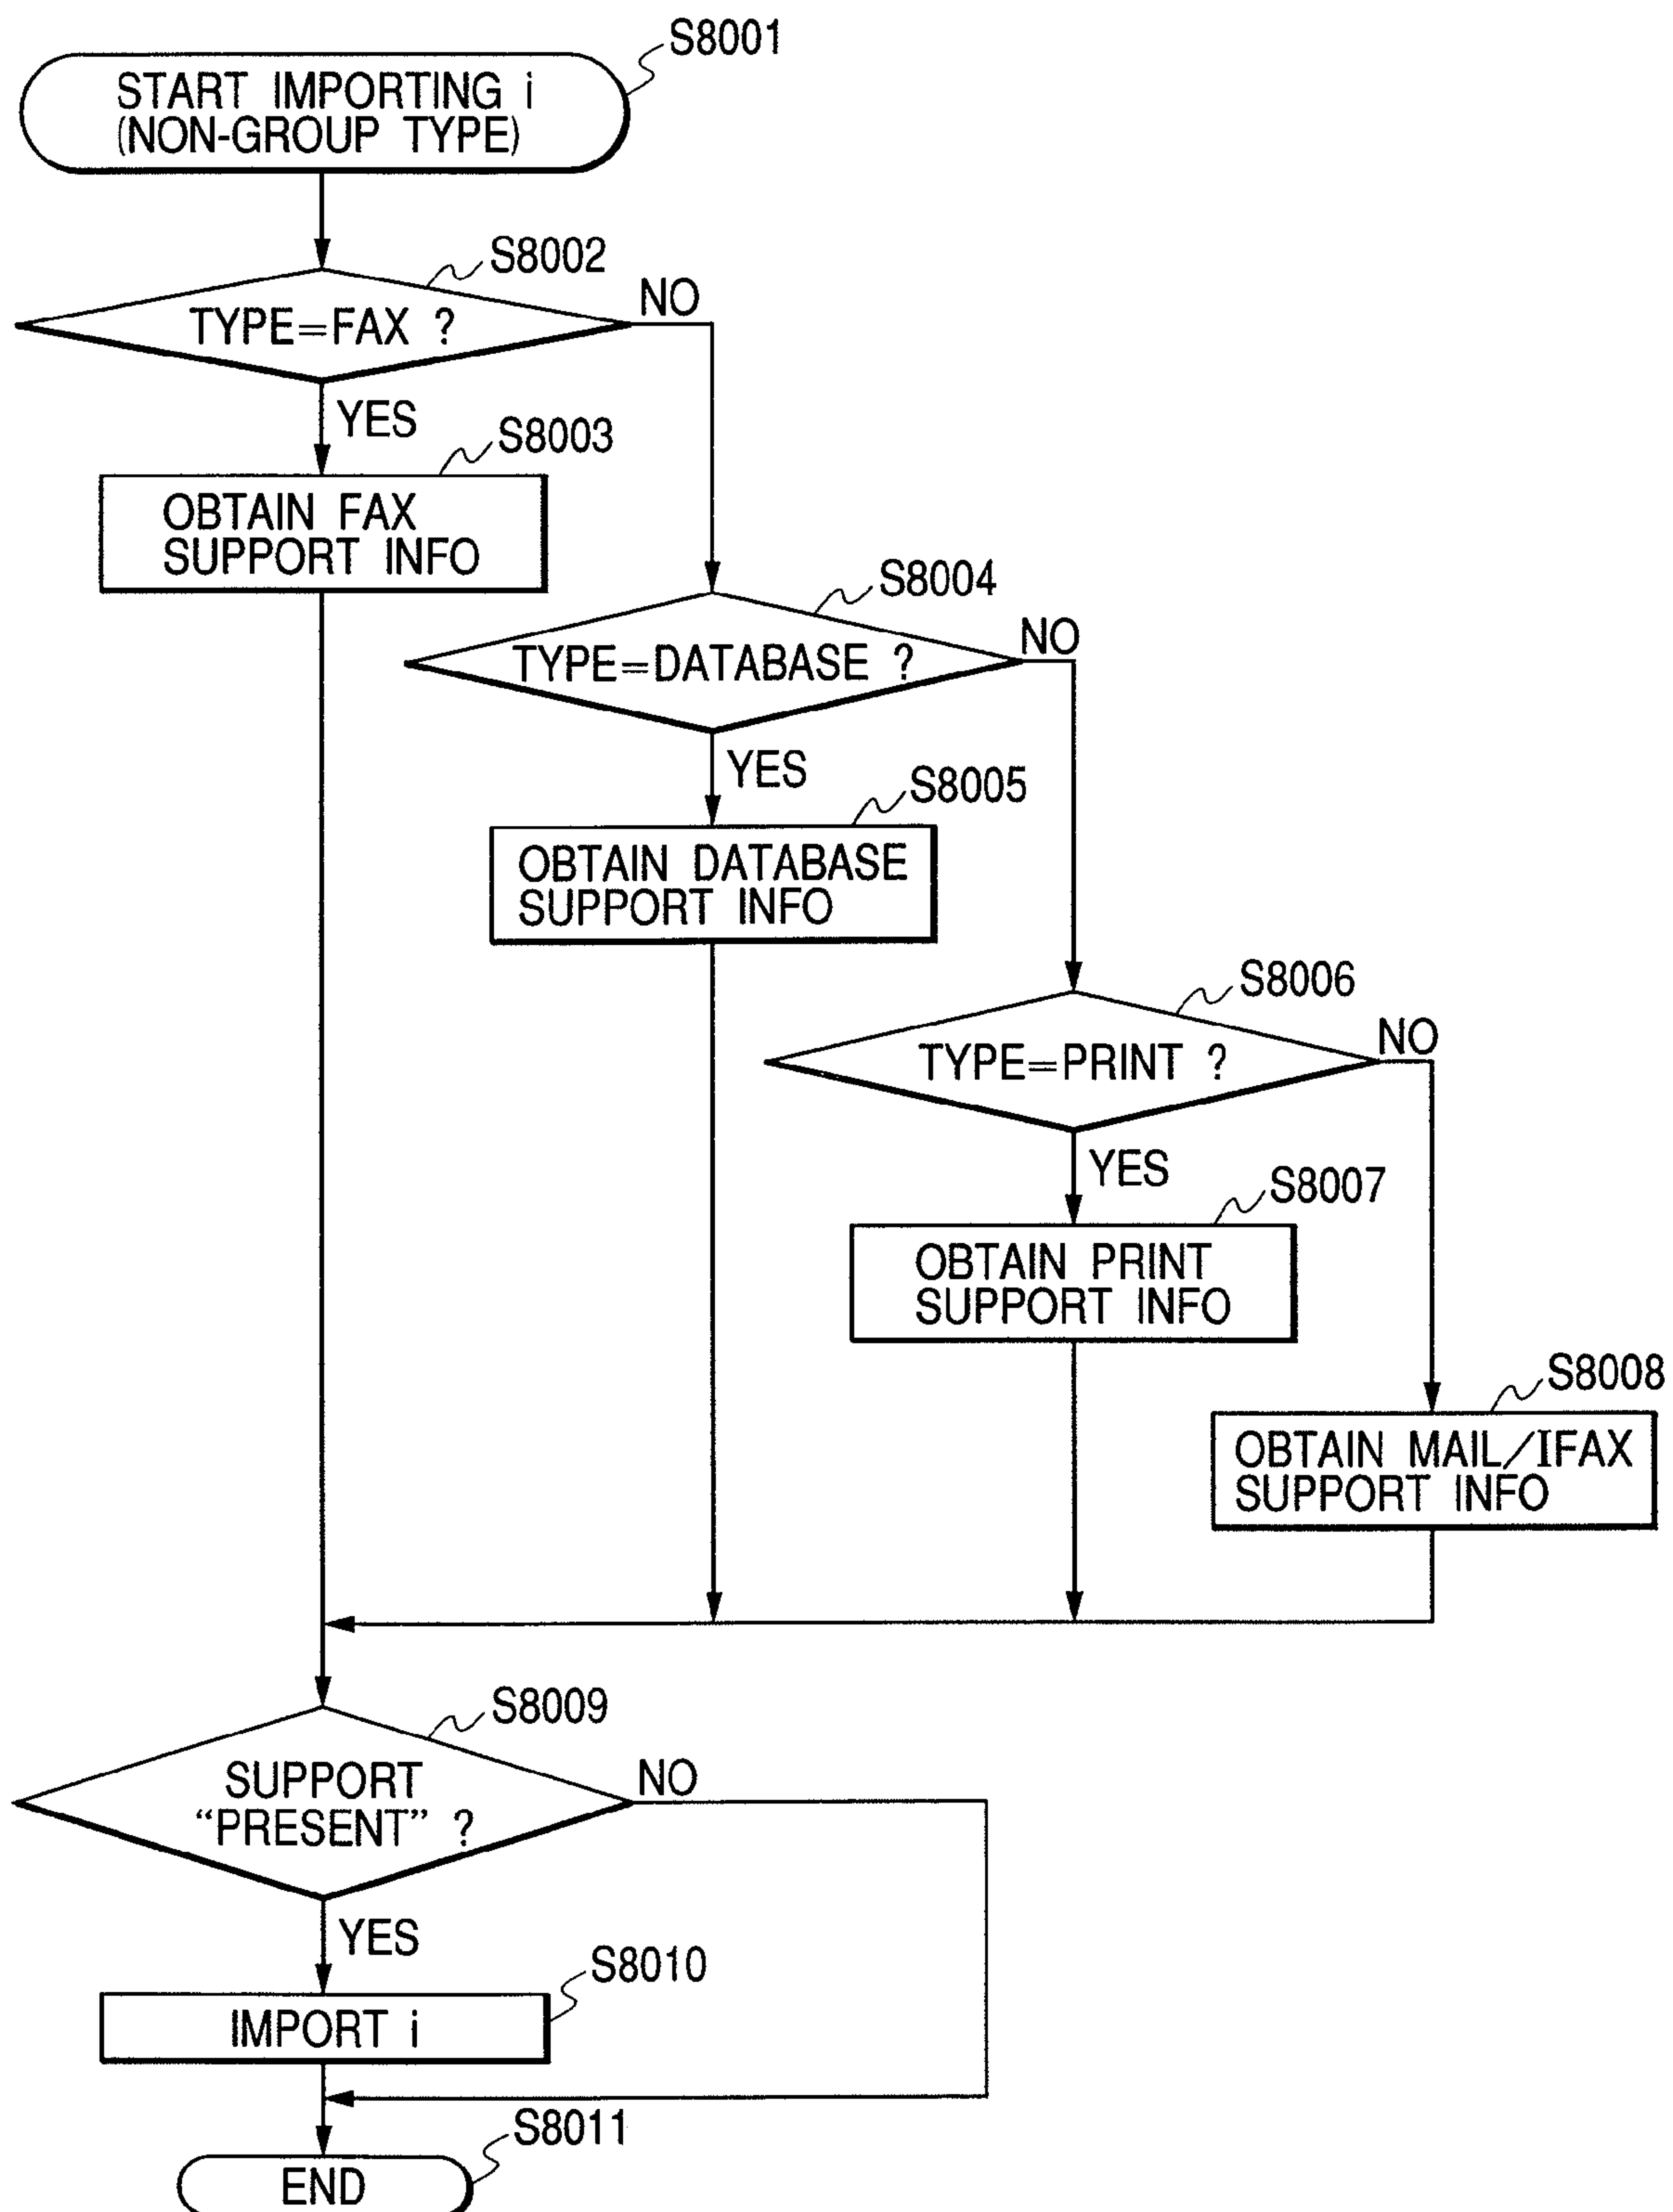 S8001
START IMPORTING i
(NON-GROUP TYPE)
S8002
TYPE=FAX ?
NO
YES
S8003
OBTAIN FAX
SUPPORT INFO
S8004
TYPE=DATABASE ?
NO
YES
S8005
OBTAIN DATABASE
SUPPORT INFO
S8006
TYPE=PRINT ?
NO
YES
S8007
OBTAIN PRINT
SUPPORT INFO
S8008
OBTAIN MAIL/IFAX
SUPPORT INFO
S8009
SUPPORT
“PRESENT” ?
NO
YES
S8010
IMPORT i
S8011
END